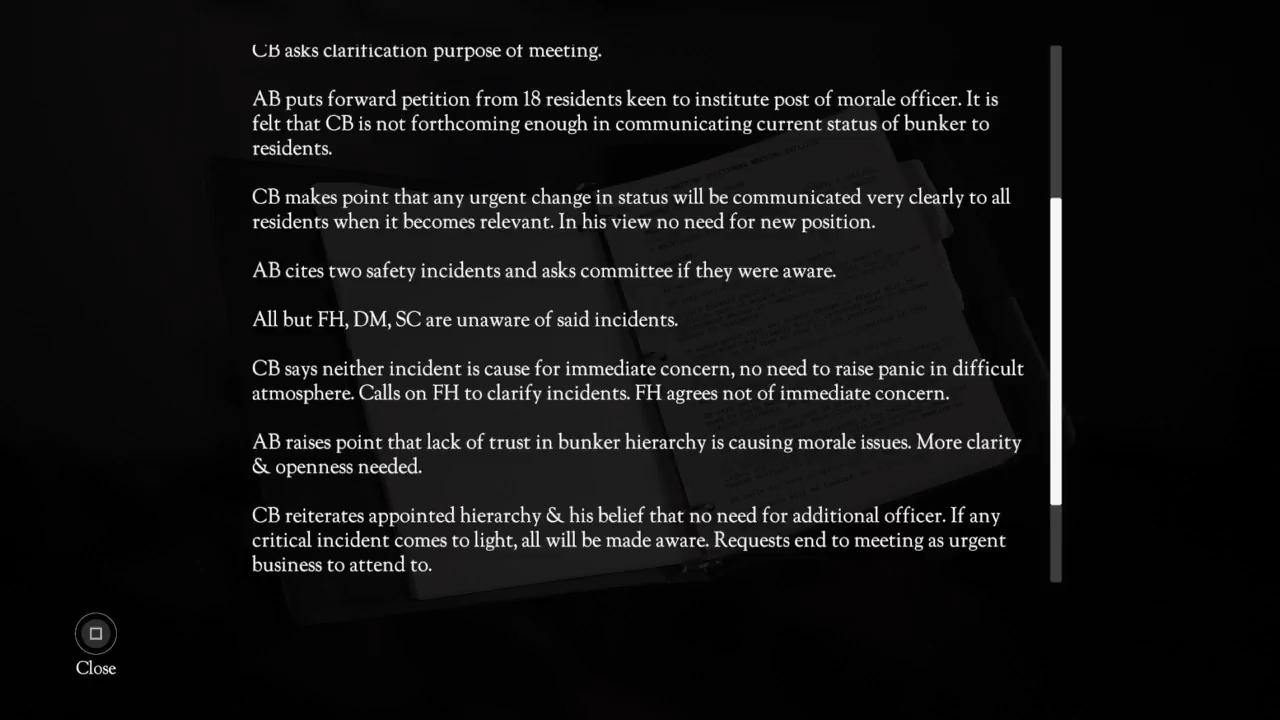 CB asks clarification purpose of meeting.
AB puts forward petition from 18 residents keen to institute post of morale officer. It is
felt that CB is not forthcoming enough in communicating current status of bunker to
residents.
CB makes point that any urgent change in status will be communicated very clearly to all
residents when it becomes relevant. In his view no need for new position.
AB cites two safety incidents and asks committee if they were aware.
All but FH, DM, SC are unaware of said incidents.
CB says neither incident is cause for immediate concern, no need to raise panic in difficult
atmosphere. Calls on FH to clarify incidents. FH agrees not of immediate concern.
AB raises point that lack of trust in bunker hierarchy is causing morale issues. More clarity
& openness needed.
CB reiterates appointed hierarchy & his belief that no need for additional officer. If any
critical incident comes to light, all will be made aware. Requests end to meeting as urgent
business to attend to.
Close